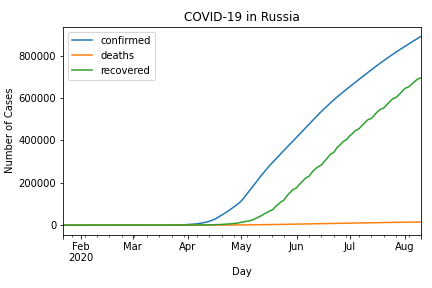 COVID-19 in Russia
confirmed
deaths
recovered
Number of Cases
800000
600000
400000
200000
0
Feb Mar Apr May Jun Jul Aug
2020
Day